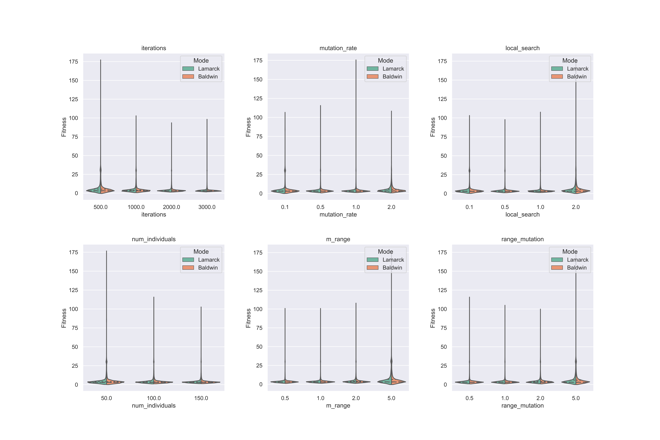 iterations
Mode
Lamarck
Baldwin
175
150
125
100
75
50
25
0
Fitness
500.0 1000.0 2000.0 3000.0
iterations
mutation_rate
Mode
Lamarck
Baldwin
175
150
125
100
75
50
25
0
Fitness
0.1 0.5 1.0 2.0
mutation_rate
local_search
Mode
Lamarck
Baldwin
175
150
125
100
75
50
25
0
Fitness
0.1 0.5 1.0 2.0
local_search
num_individuals
Mode
Lamarck
Baldwin
175
150
125
100
75
50
25
0
Fitness
50.0 100.0 150.0
num_individuals
m_range
Mode
Lamarck
Baldwin
175
150
125
100
75
50
25
0
Fitness
0.5 1.0 2.0 5.0
m_range
range_mutation
Mode
Lamarck
Baldwin
175
150
125
100
75
50
25
0
Fitness
0.5 1.0 2.0 5.0
range_mutation